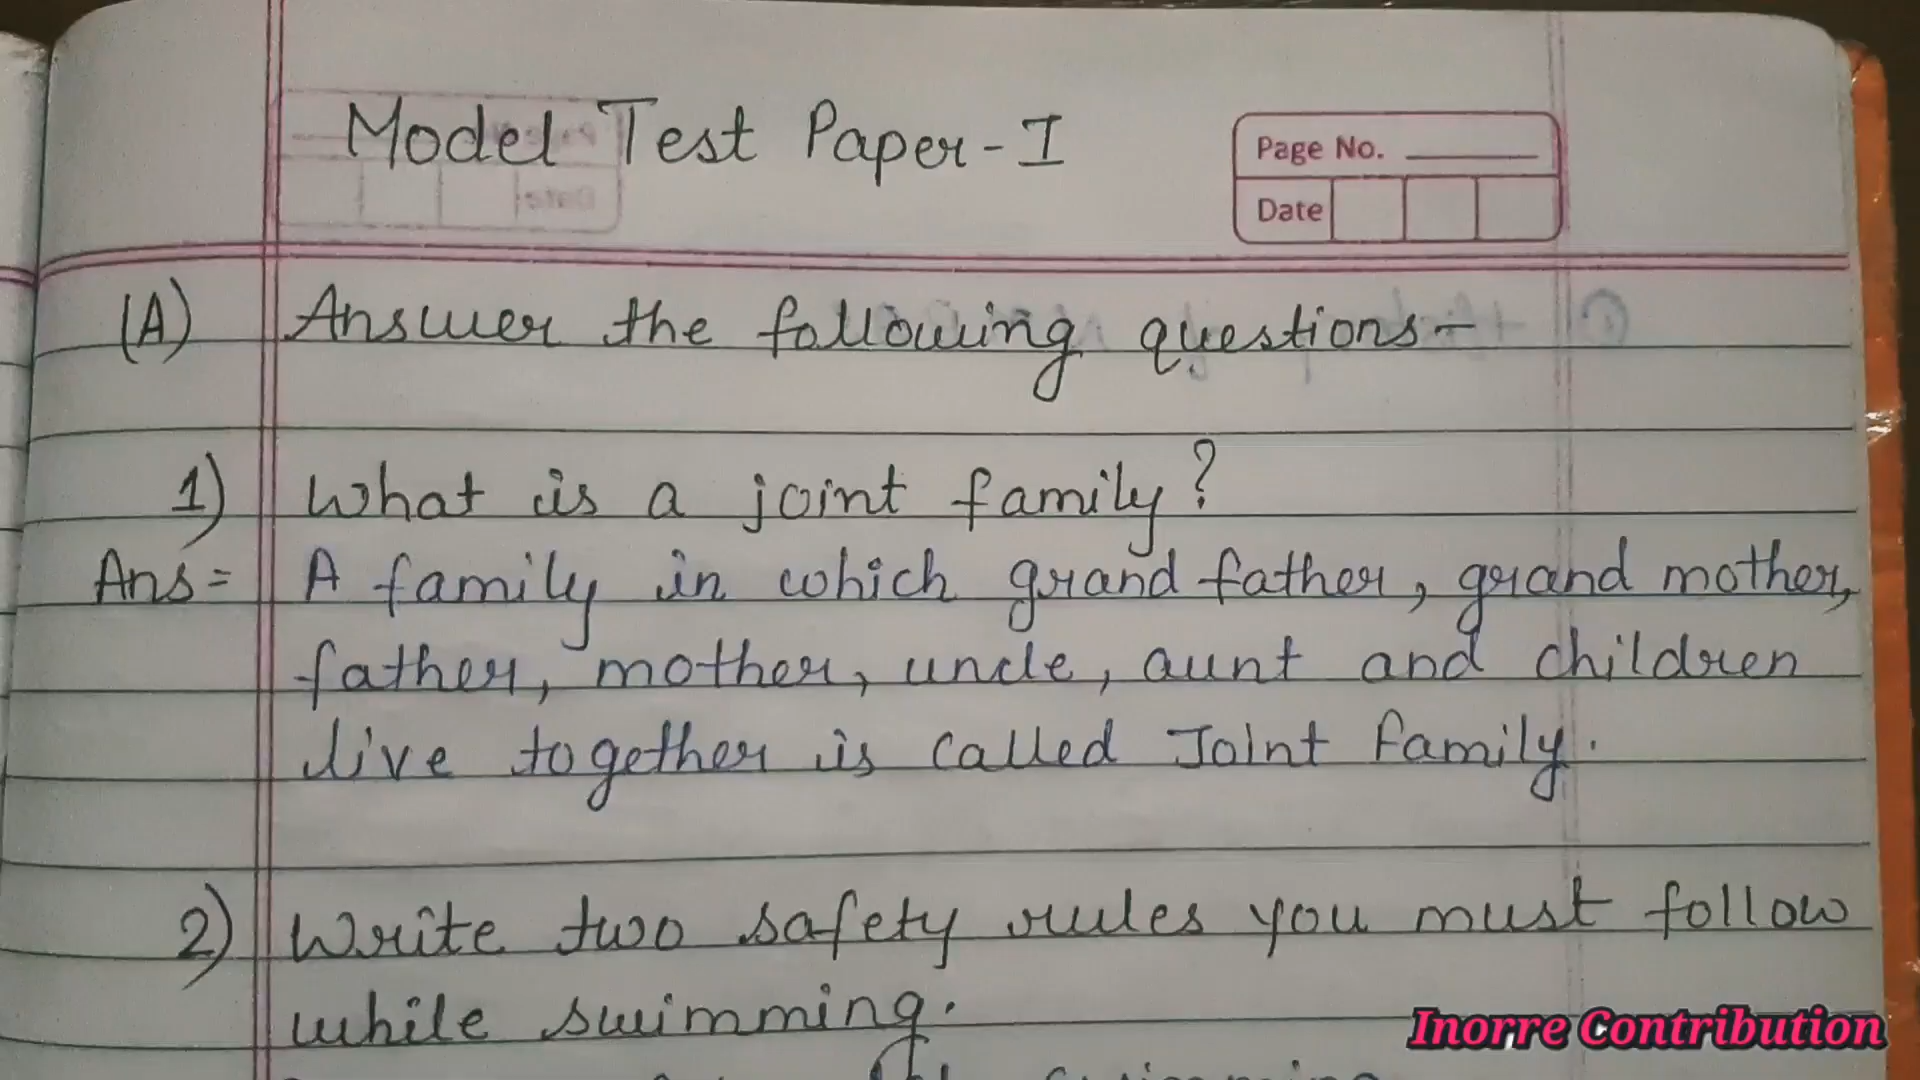 Model Test Paper-I
Page No.
Date
(A) Answer the following questions-
1) What is a joint family?
Ans= A family in which grand father, grand mother,
father, mother, uncle, aunt and children
live together is called Joint family.
2) Write two safety rules you must follow
while swimming.
Inorre Contribution